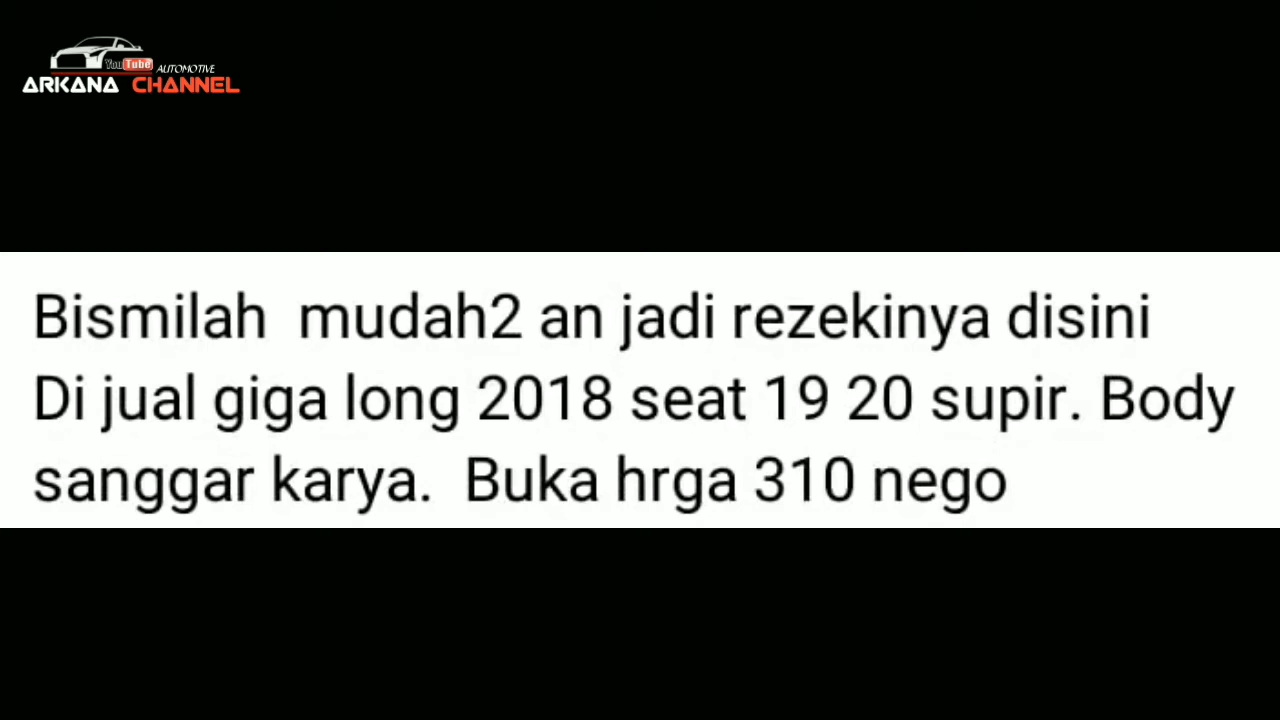 YouTube AUTOMOTIVE
ARKANA CHANNEL
Bismilah mudah2 an jadi rezekinya disini
Di jual giga long 2018 seat 19 20 supir. Body
sanggar karya. Buka hrga 310 nego